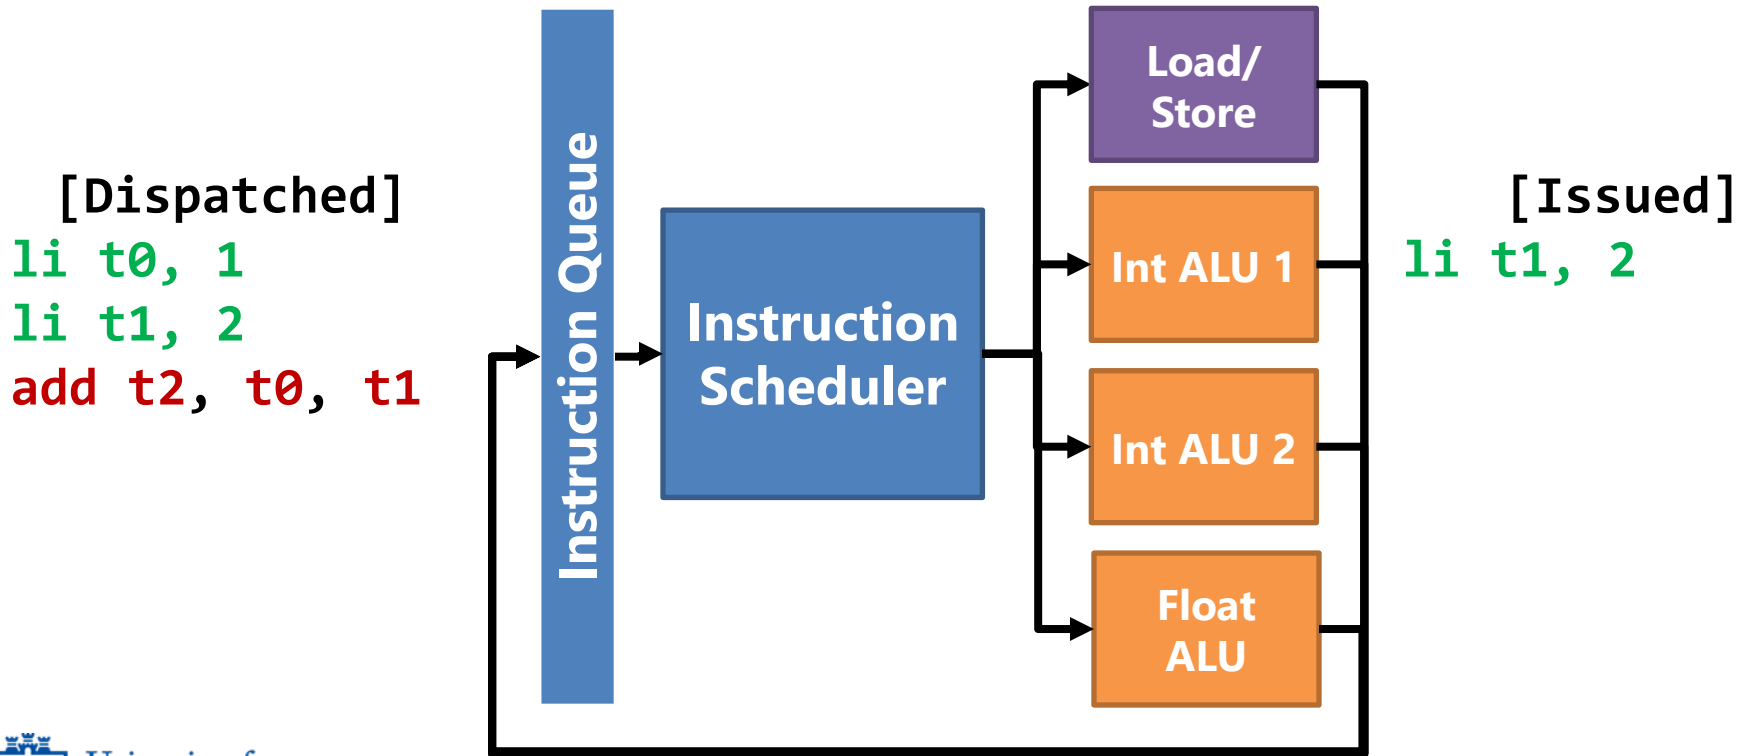 [Dispatched]
li t0, 1
li t1, 2
add t2, t0, t1
Instruction Queue
Instruction
Scheduler
Load/
Store
Int ALU 1
Int ALU 2
Float
ALU
[Issued]
li t1, 2